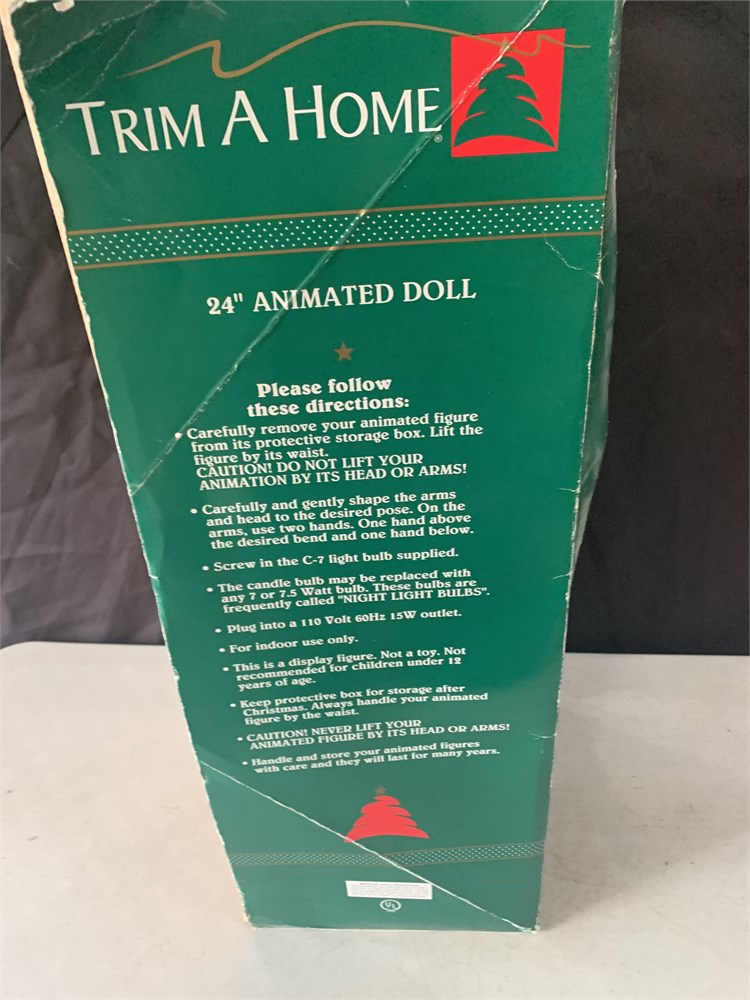 TRIM A HOME®
24" ANIMATED DOLL
Please follow
these directions:
• Carefully remove your animated figure
from its protective storage box. Lift the
figure by its waist.
CAUTION! DO NOT LIFT YOUR
ANIMATION BY ITS HEAD OR ARMS!
• Carefully and gently shape the arms
and head to the desired pose. On the
arms, use two hands. One hand above
the desired bend and one hand below.
• Screw in the C-7 light bulb supplied.
• The candle bulb may be replaced with
any 7 or 7.5 Watt bulb. These bulbs are
frequently called "NIGHT LIGHT BULBS".
• Plug into a 110 Volt 60Hz 15W outlet.
• For indoor use only.
• This is a display figure. Not a toy. Not
recommended for children under 12
years of age.
• Keep protective box for storage after
Christmas. Always handle your animated
figure by the waist.
• CAUTION! NEVER LIFT YOUR
ANIMATED FIGURE BY ITS HEAD OR ARMS!
• Handle and store your animated figures
with care and they will last for many years.
UL